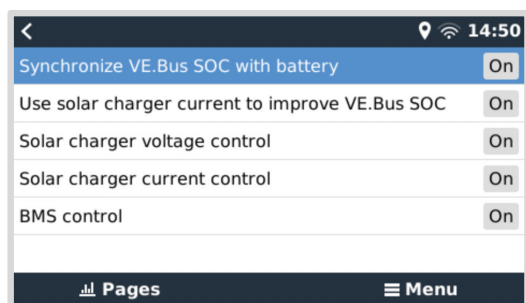 14:50
Synchronize VE.Bus SOC with battery On
Use solar charger current to improve VE.Bus SOC On
Solar charger voltage control On
Solar charger current control On
BMS control On
Pages Menu